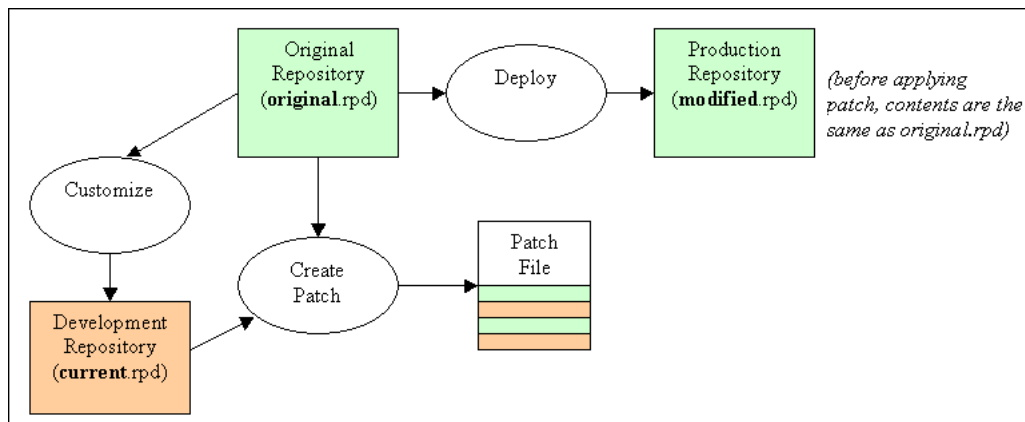 Original
Repository
(original.rpd)
Deploy
Production
Repository
(modified.rpd)
(before applying
patch, contents are the
same as original.rpd)
Customize
Create
Patch
Patch
File
Development
Repository
(current.rpd)